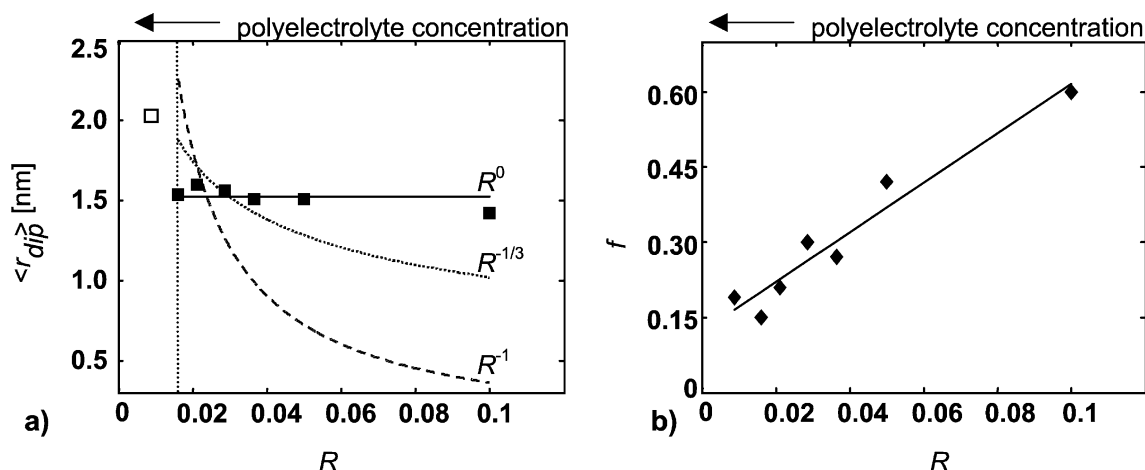 polyelectrolyte concentration
2.5
2.0
1.5
1.0
0.5
<r_dip> [nm]
R^0
R^-1/3
R^-1
0 0.02 0.04 0.06 0.08 0.1
a)
R
polyelectrolyte concentration
0.60
0.45
0.30
0.15
0
f
0 0.02 0.04 0.06 0.08 0.1
b)
R